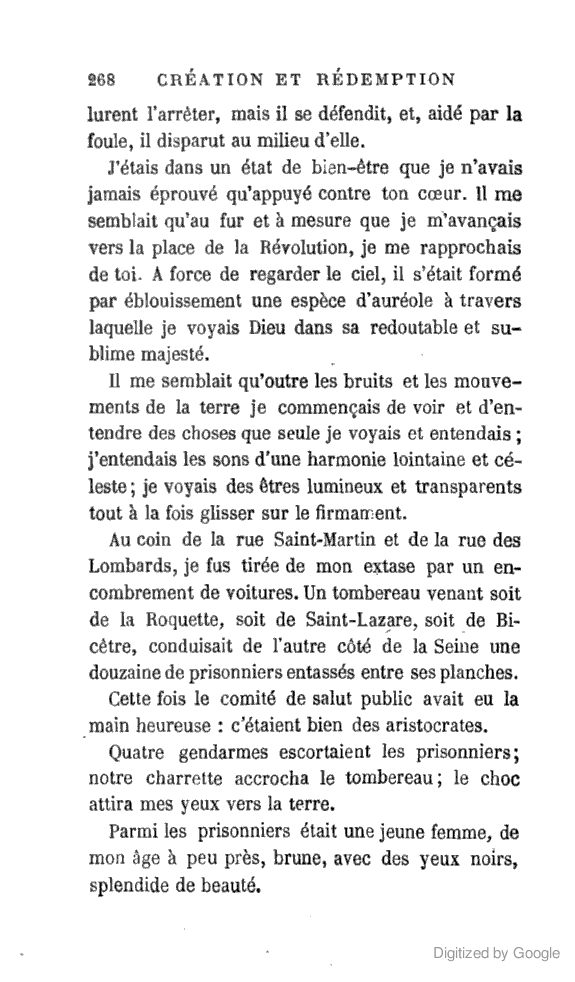 268 CRÉATION ET RÉDEMPTION
lurent l'arrêter, mais il se défendit, et, aidé par la
foule, il disparut au milieu d'elle.
J'étais dans un état de bien-être que je n'avais
jamais éprouvé qu'appuyé contre ton cœur. Il me
semblait qu'au fur et à mesure que je m'avançais
vers la place de la Révolution, je me rapprochais
de toi. A force de regarder le ciel, il s'était formé
par éblouissement une espèce d'auréole à travers
laquelle je voyais Dieu dans sa redoutable et su-
blime majesté.
Il me semblait qu'outre les bruits et les mouve-
ments de la terre je commençais de voir et d'en-
tendre des choses que seule je voyais et entendais ;
j'entendais les sons d'une harmonie lointaine et cé-
leste ; je voyais des êtres lumineux et transparents
tout à la fois glisser sur le firmament.
Au coin de la rue Saint-Martin et de la rue des
Lombards, je fus tirée de mon extase par un en-
combrement de voitures. Un tombereau venant soit
de la Roquette, soit de Saint-Lazare, soit de Bi-
cêtre, conduisait de l'autre côté de la Seine une
douzaine de prisonniers entassés entre ses planches.
Cette fois le comité de salut public avait eu la
main heureuse : c'étaient bien des aristocrates.
Quatre gendarmes escortaient les prisonniers ;
notre charrette accrocha le tombereau ; le choc
attira mes yeux vers la terre.
Parmi les prisonniers était une jeune femme, de
mon âge à peu près, brune, avec des yeux noirs,
splendide de beauté.
Digitized by Google